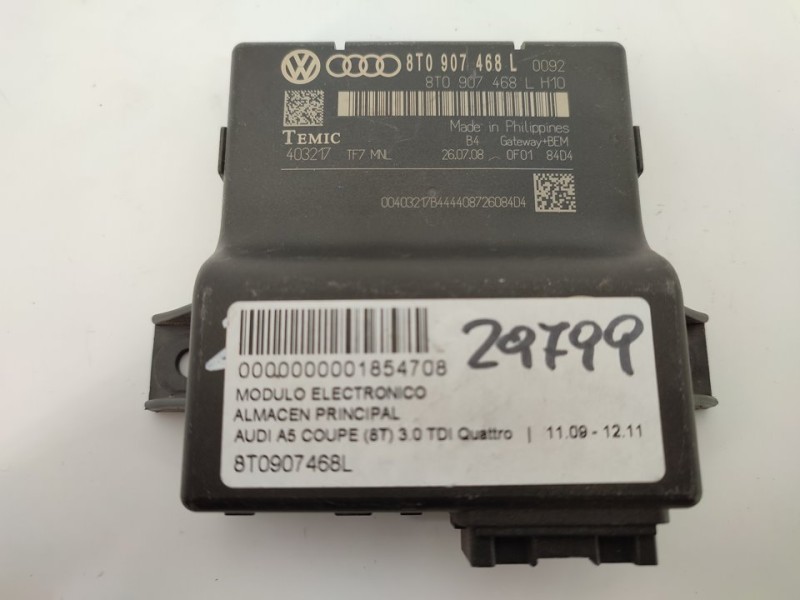 8T0 907 468 L 0092
8T0 907 468 L H10
Made in Philippines
TEMIC B4 Gateway+BEM
403217 TF7 MNL 26.07.08 0F01 84D4
00403217B444408726084D4
29799
00000000001854708
MODULO ELECTRONICO
ALMACEN PRINCIPAL
AUDI A5 COUPE (8T) 3.0 TDI Quattro | 11.09 - 12.11
8T0907468L